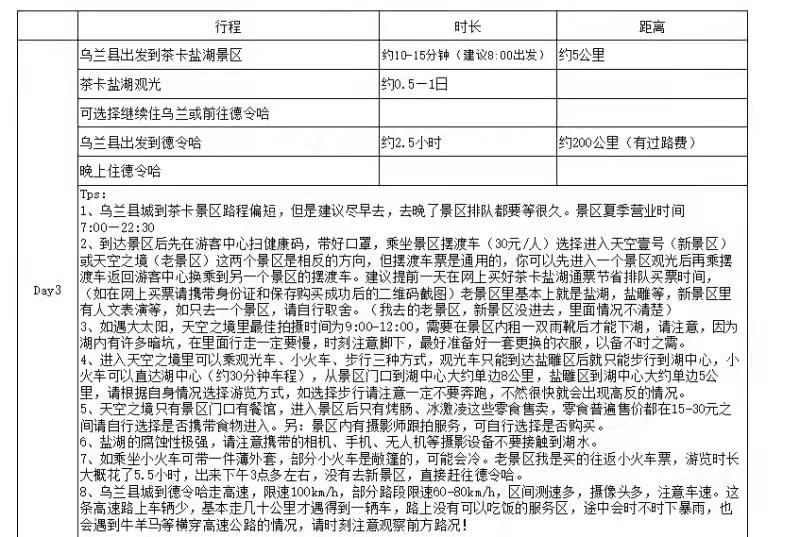 行程 时长 距离
乌兰县出发到茶卡盐湖景区 约10-15分钟（建议8:00出发） 约5公里
茶卡盐湖观光 约0.5—1日
可选择继续住乌兰或前往德令哈
乌兰县出发到德令哈 约2.5小时 约200公里（有过路费）
晚上住德令哈
Day3
Tps:
1、乌兰县城到茶卡景区路程偏短，但是建议尽早去，去晚了景区排队都要等很久。景区夏季营业时间
7:00—22:30
2、到达景区后先在游客中心扫健康码，带好口罩，乘坐景区摆渡车（30元/人）选择进入天空壹号（新景区）
或天空之境（老景区）这两个景区是相反的方向，但摆渡车票是通用的，你可以先进入一个景区观光后再乘摆
渡车返回游客中心换乘到另一个景区的摆渡车。建议提前一天在网上买好茶卡盐湖通票节省排队买票时间，
（如在网上买票请携带身份证和保存购买成功后的二维码截图）老景区里基本上就是盐湖，盐雕等，新景区里
有人文表演等，如只去一个景区，请自行取舍。（我去的老景区，新景区没进去，里面情况不清楚）
3、如遇大太阳，天空之境里最佳拍摄时间为9:00-12:00，需要在景区内租一双雨靴后才能下湖，请注意，因为
湖内有许多暗坑，在里面行走一定要慢，时刻注意脚下，最好准备好一套更换的衣服，以备不时之需。
4、进入天空之境里可以乘观光车、小火车、步行三种方式，观光车只能到达盐雕区后就只能步行到湖中心，小
火车可以直达湖中心（约30分钟车程），从景区门口到湖中心大约单边8公里，盐雕区到湖中心大约单边5公
里，请根据自身情况选择游览方式，如选择步行请注意一定不要奔跑，不然很快就会出现高反的情况。
5、天空之境只有景区门口有餐馆，进入景区后只有烤肠、冰激凌这些零食售卖，零食普遍售价都在15-30元之
间请自行选择是否携带食物进入。另：景区内有摄影师跟拍服务，可自行选择是否购买。
6、盐湖的腐蚀性极强，请注意携带的相机、手机、无人机等摄影设备不要接触到湖水。
7、如乘坐小火车可带一件薄外套，部分小火车是敞篷的，可能会冷。老景区我是买的往返小火车票，游览时长
大概花了5.5小时，出来下午3点多左右，没有去新景区，直接赶往德令哈。
8、乌兰县城到德令哈走高速，限速100km/h，部分路段限速60-80km/h，区间测速多，摄像头多，注意车速。这
条高速路上车辆少，基本走几十公里才遇得到一辆车，路上没有可以吃饭的服务区，途中会时不时下暴雨，也
会遇到牛羊马等横穿高速公路的情况，请时刻注意观察前方路况！